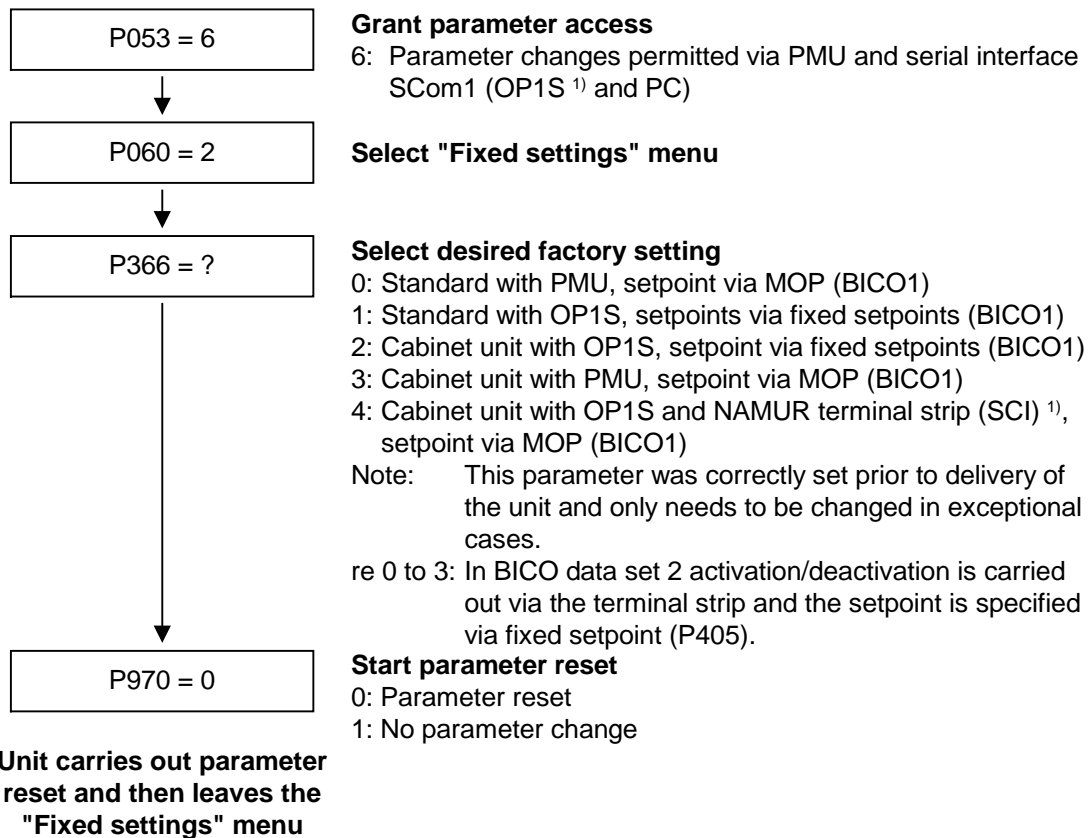 P053 = 6
Grant parameter access
6: Parameter changes permitted via PMU and serial interface
SCom1 (OP1S 1) and PC)
P060 = 2
Select "Fixed settings" menu
P366 = ?
Select desired factory setting
0: Standard with PMU, setpoint via MOP (BICO1)
1: Standard with OP1S, setpoints via fixed setpoints (BICO1)
2: Cabinet unit with OP1S, setpoint via fixed setpoints (BICO1)
3: Cabinet unit with PMU, setpoint via MOP (BICO1)
4: Cabinet unit with OP1S and NAMUR terminal strip (SCI) 1),
setpoint via MOP (BICO1)
Note: This parameter was correctly set prior to delivery of
the unit and only needs to be changed in exceptional
cases.
re 0 to 3: In BICO data set 2 activation/deactivation is carried
out via the terminal strip and the setpoint is specified
via fixed setpoint (P405).
P970 = 0
Start parameter reset
0: Parameter reset
1: No parameter change
Unit carries out parameter
reset and then leaves the
"Fixed settings" menu